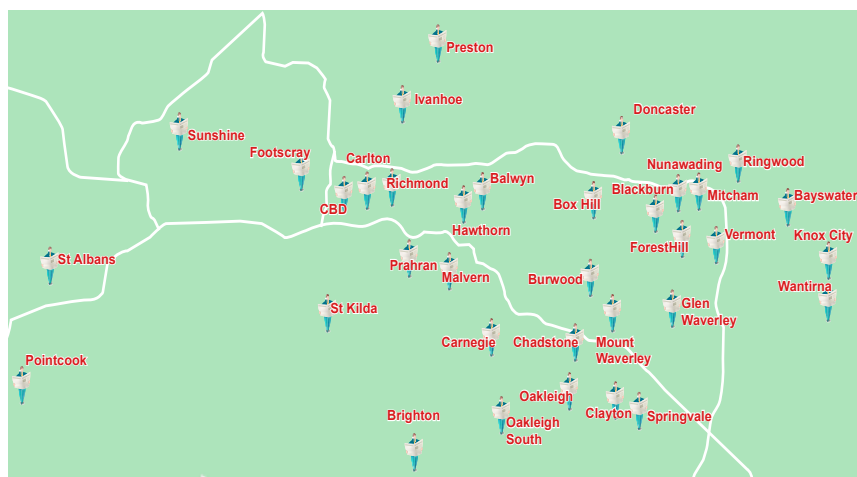 Preston
Ivanhoe
Doncaster
Sunshine
Footscray
Carlton
Nunawading
Ringwood
Richmond
Balwyn
Blackburn
Mitcham
Bayswater
CBD
Box Hill
Hawthorn
Vermont
Knox City
ForestHill
St Albans
Prahran
Malvern
Burwood
Wantirna
St Kilda
Glen
Waverley
Carnegie
Chadstone
Mount
Waverley
Pointcook
Oakleigh
Brighton
Clayton
Springvale
Oakleigh
South